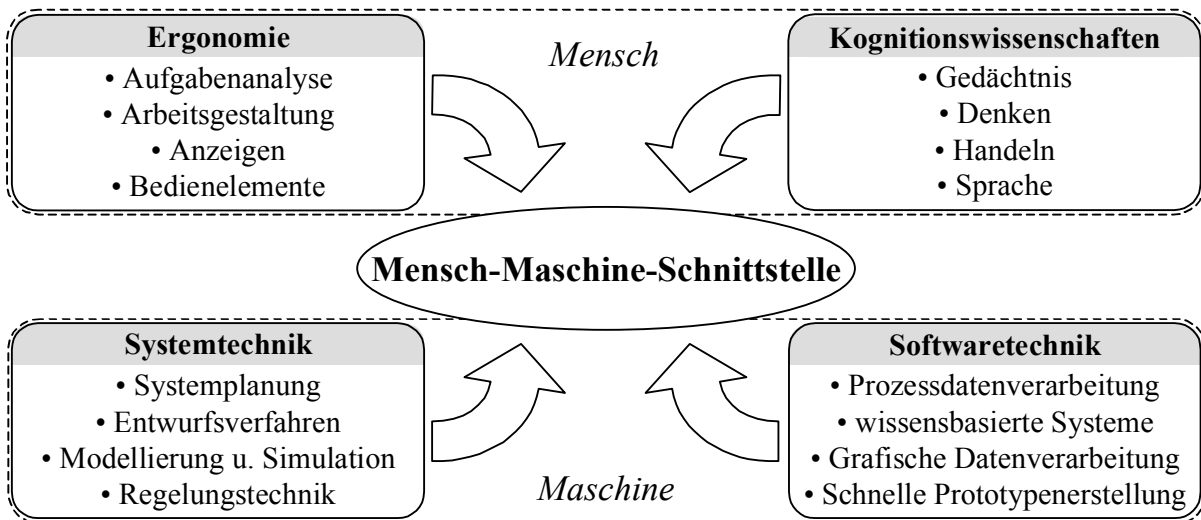 Ergonomie
• Aufgabenanalyse
• Arbeitsgestaltung
• Anzeigen
• Bedienelemente
Mensch
Kognitionswissenschaften
• Gedächtnis
• Denken
• Handeln
• Sprache
Mensch-Maschine-Schnittstelle
Systemtechnik
• Systemplanung
• Entwurfsverfahren
• Modellierung u. Simulation
• Regelungstechnik
Maschine
Softwaretechnik
• Prozessdatenverarbeitung
• wissensbasierte Systeme
• Grafische Datenverarbeitung
• Schnelle Prototypenerstellung